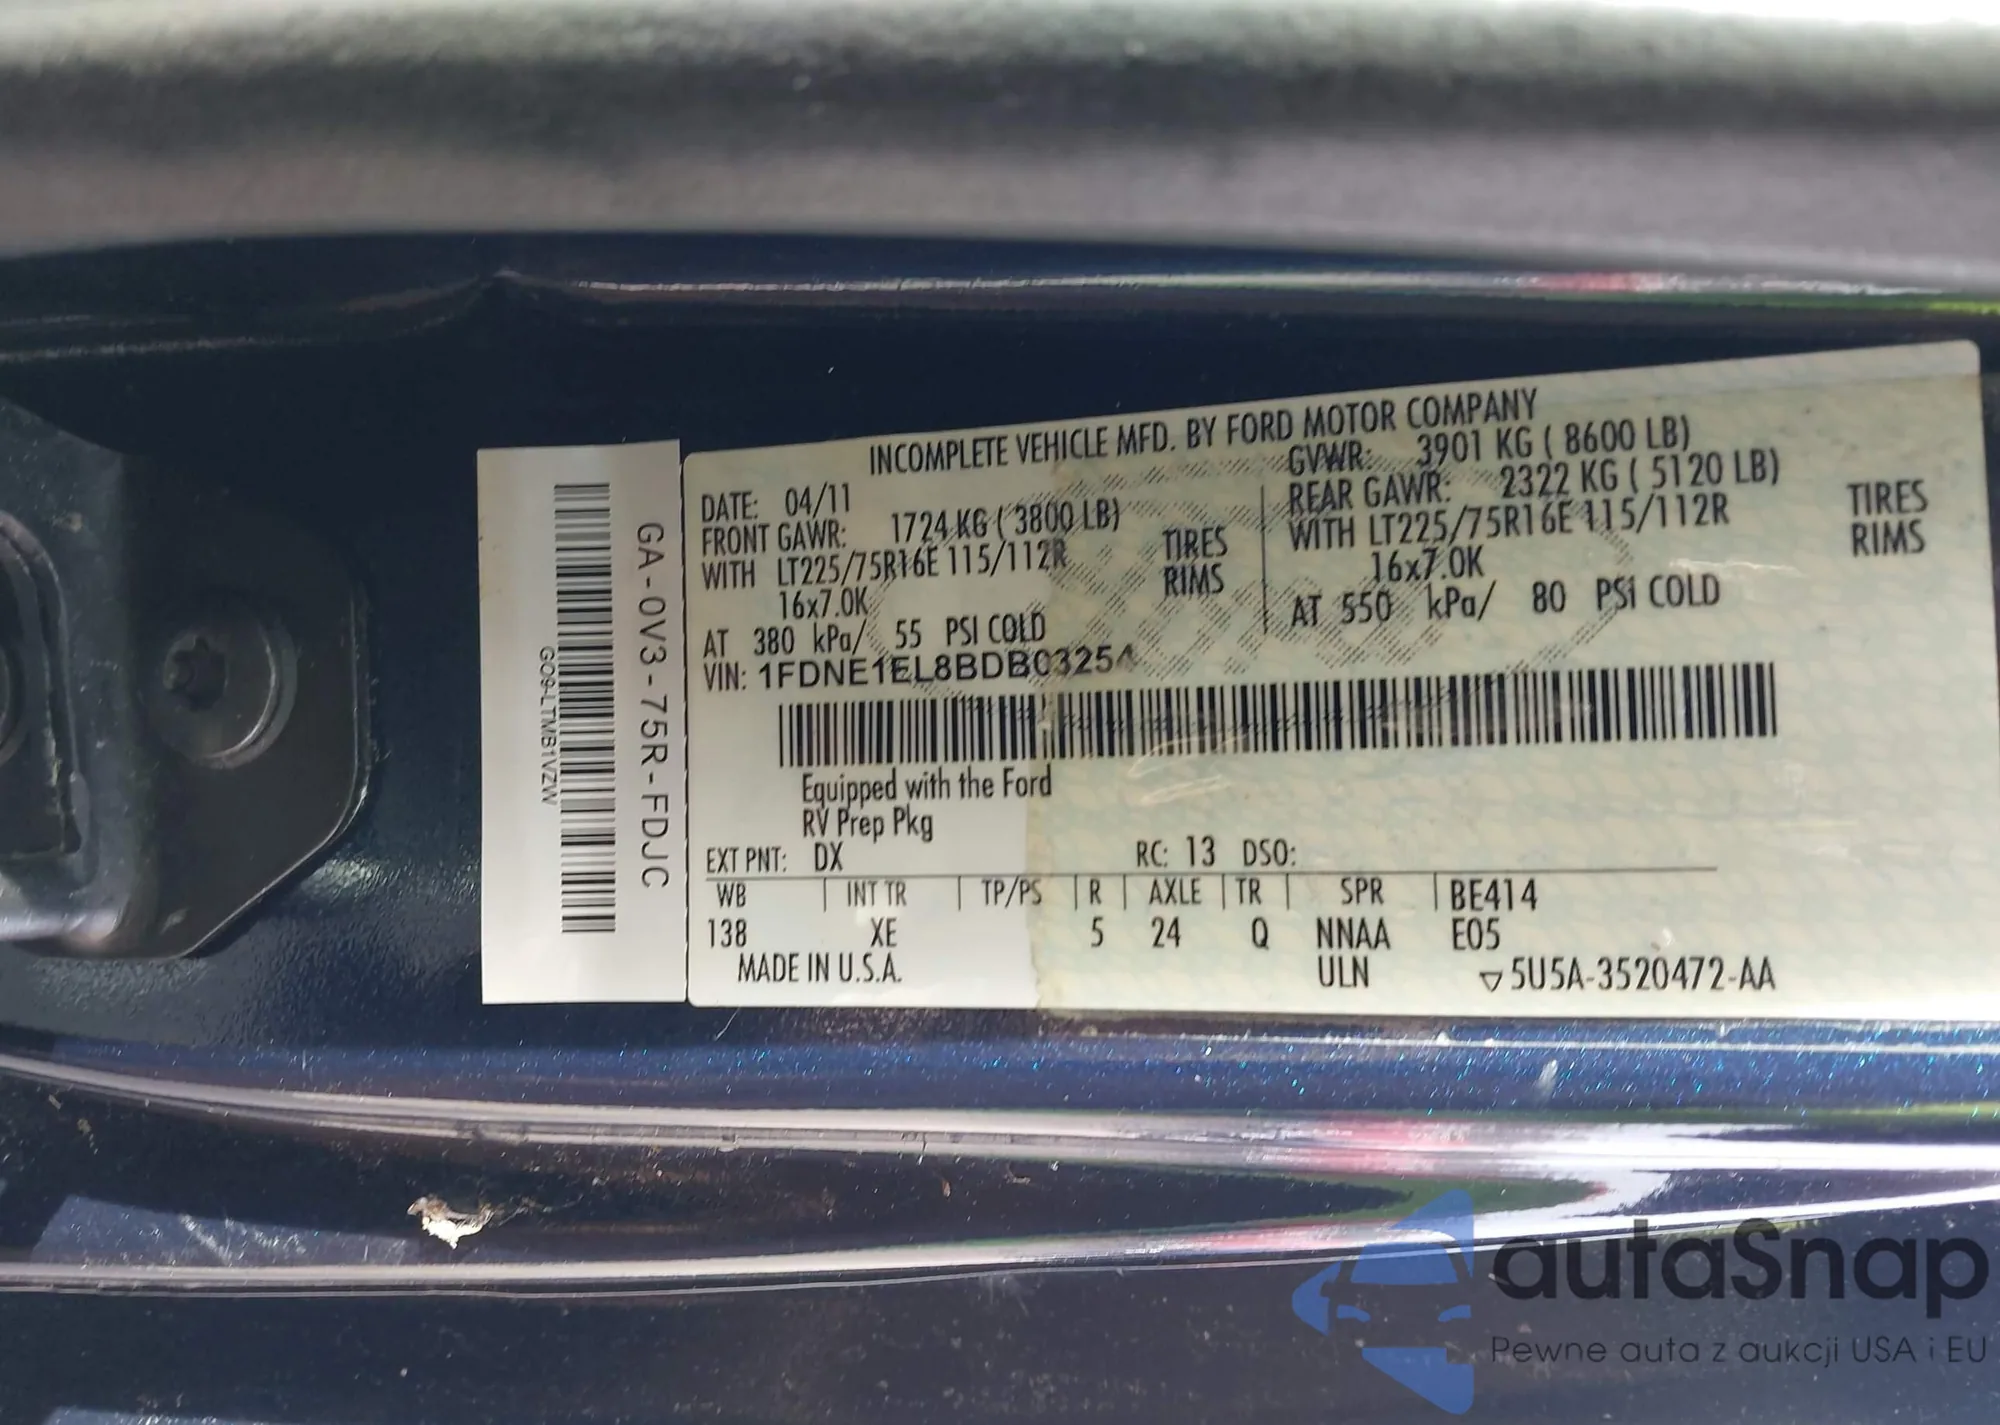 INCOMPLETE VEHICLE MFD. BY FORD MOTOR COMPANY
DATE: 04/11
GVWR: 3901 KG ( 8600 LB)
FRONT GAWR: 1724 KG ( 3800 LB)
REAR GAWR: 2322 KG ( 5120 LB)
WITH LT225/75R16E 115/112R TIRES
WITH LT225/75R16E 115/112R TIRES
16x7.0K RIMS
16x7.0K RIMS
AT 380 kPa/ 55 PSI COLD
AT 550 kPa/ 80 PSI COLD
VIN: 1FDNE1EL8BDB03254
Equipped with the Ford
RV Prep Pkg
EXT PNT: DX RC: 13 DSO:
WB INT TR TP/PS R AXLE TR SPR BE414
138 XE 5 24 Q NNAA E05
MADE IN U.S.A. ULN 5U5A-3520472-AA
GA-0V3-75R-FDJC
GO9-LTMB1VZW
autaSnap
Pewne auta z aukcji USA i EU